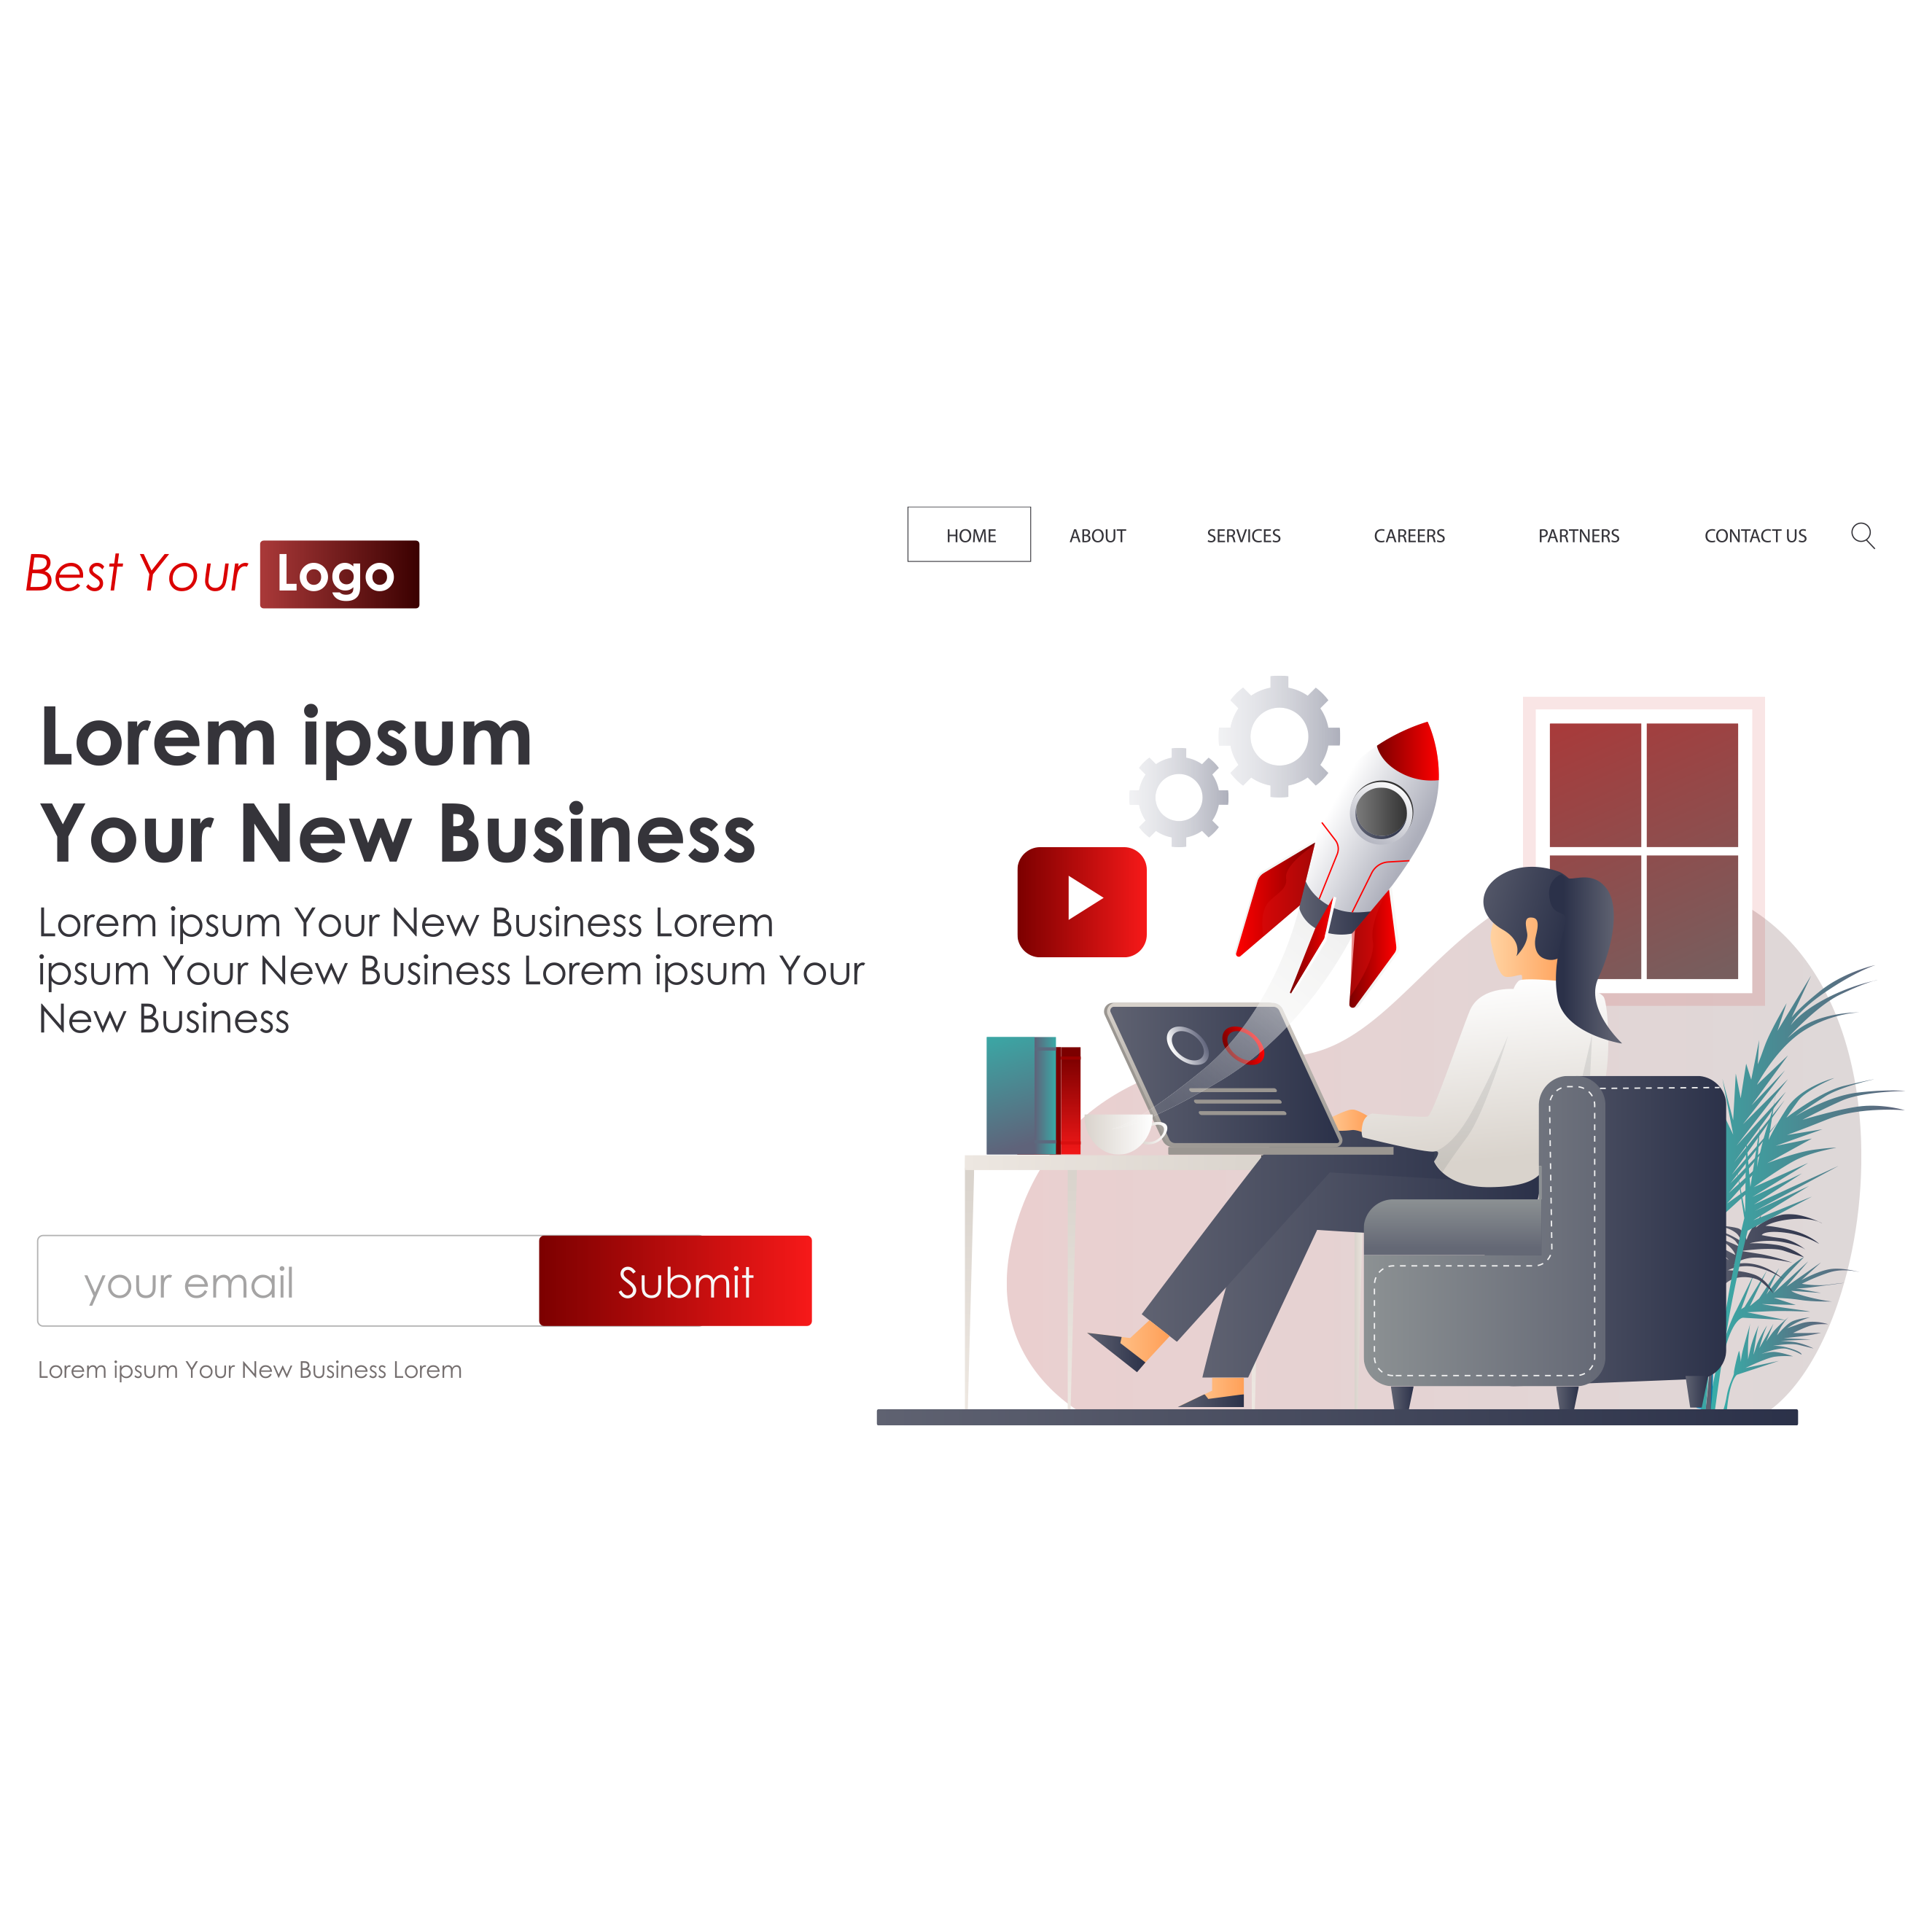 HOME ABOUT SERVICES CAREERS PARTNERS CONTACT US
Best Your Logo
Lorem ipsum
Your New Business
Lorem ipsum Your New Business Lorem
ipsum Your New Business Lorem ipsum Your
New Business
your email Submit
Lorem ipsum Your New Business Lorem